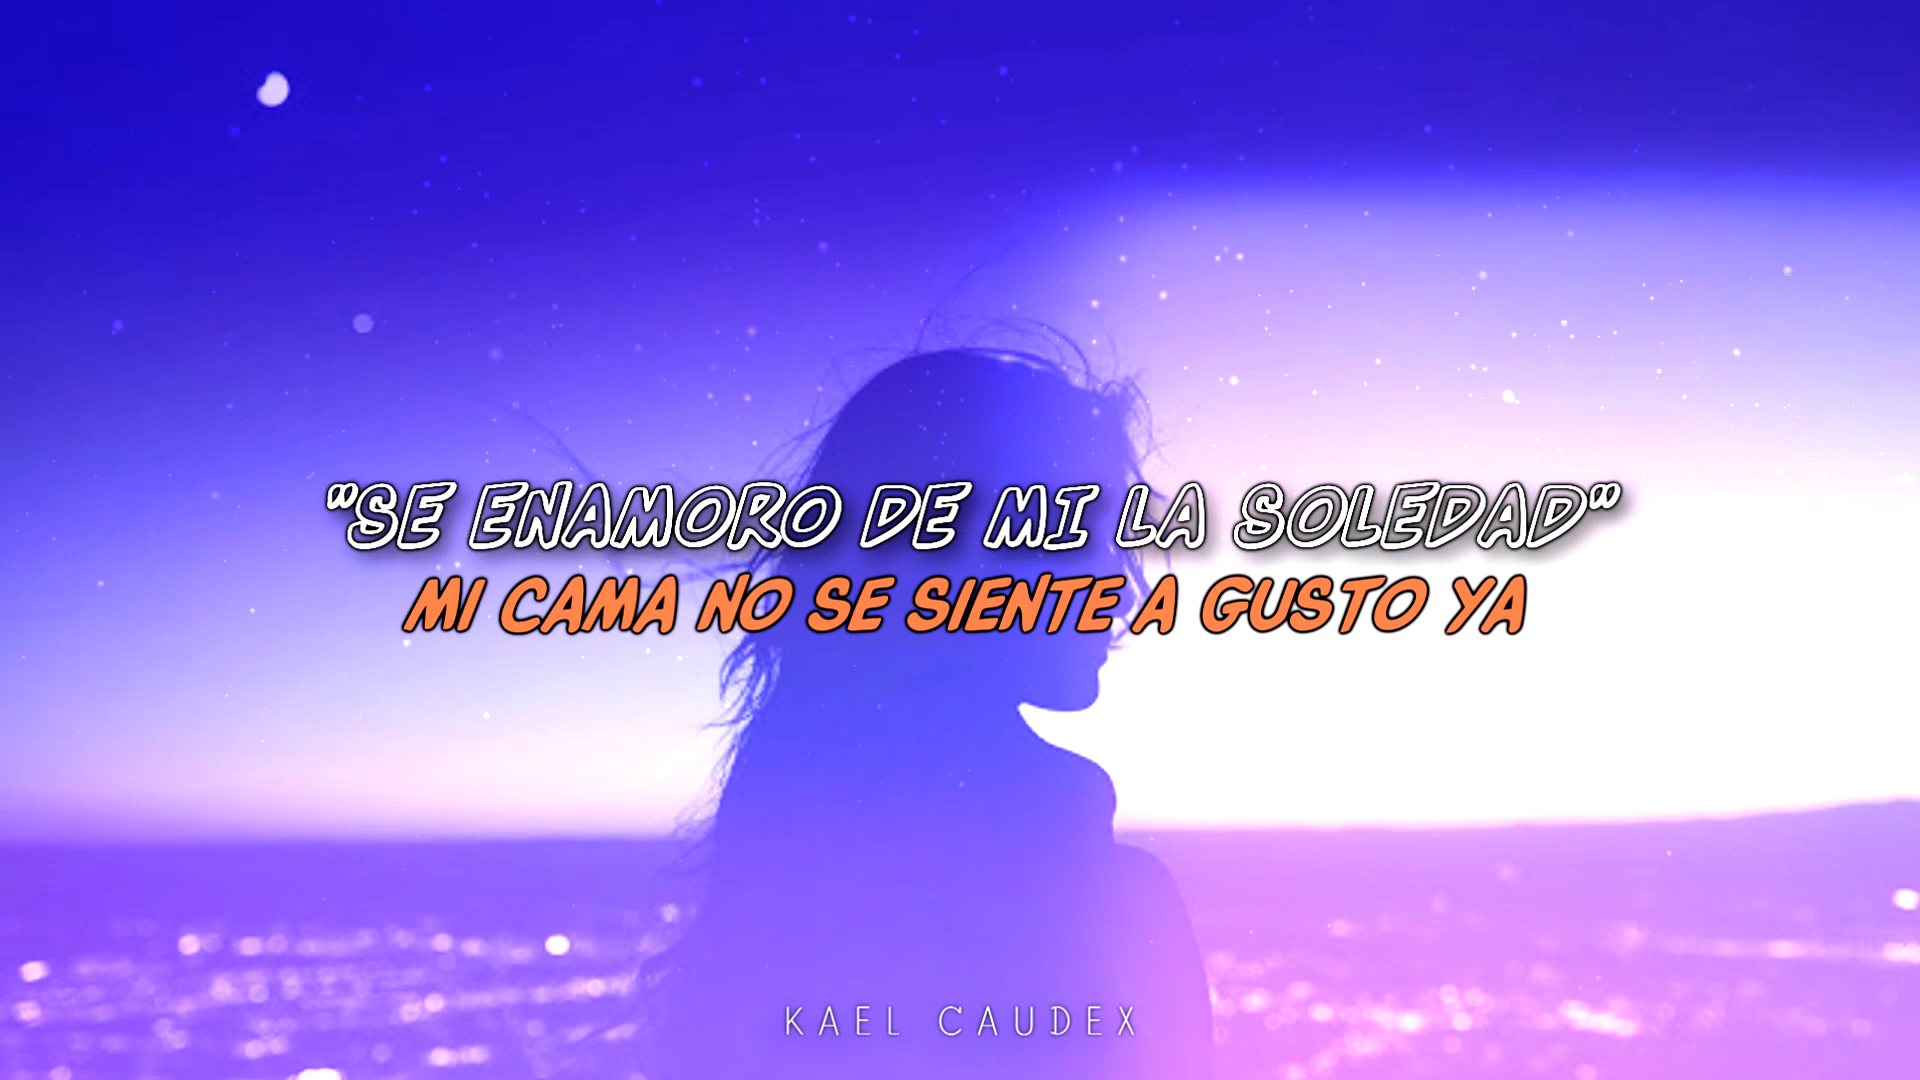 "SE ENAMORO DE MI LA SOLEDAD"
MI CAMA NO SE SIENTE A GUSTO YA
KAEL CAUDEX